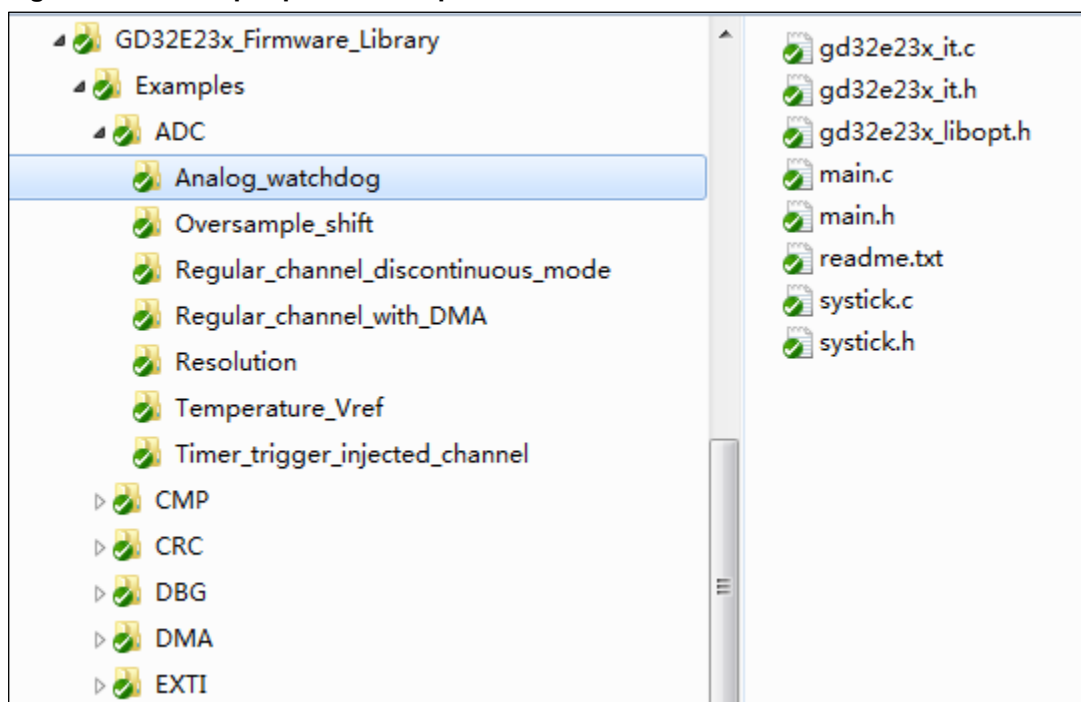 GD32E23x_Firmware_Library
Examples
ADC
Analog_watchdog
Oversample_shift
Regular_channel_discontinuous_mode
Regular_channel_with_DMA
Resolution
Temperature_Vref
Timer_trigger_injected_channel
CMP
CRC
DBG
DMA
EXTI
gd32e23x_it.c
gd32e23x_it.h
gd32e23x_libopt.h
main.c
main.h
readme.txt
systick.c
systick.h